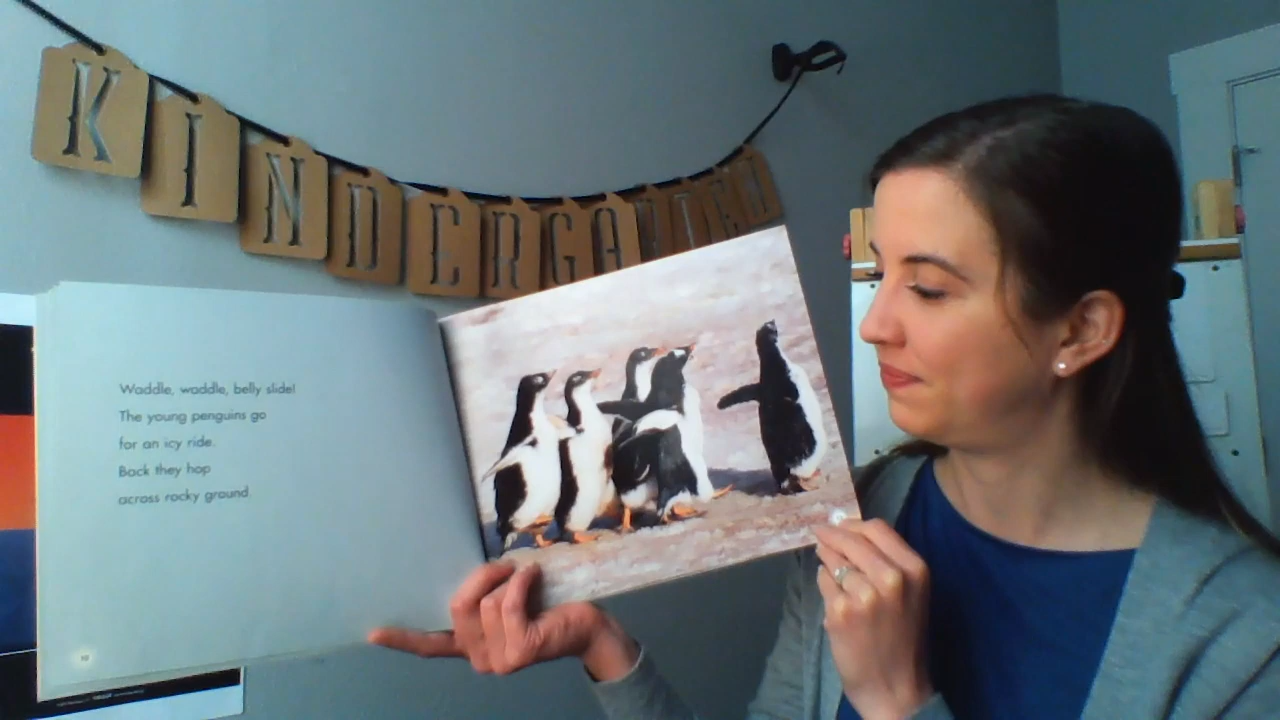 KINDERGARTEN
Waddle, waddle, belly slide!
The young penguins go
for an icy ride.
Back they hop
across rocky ground.